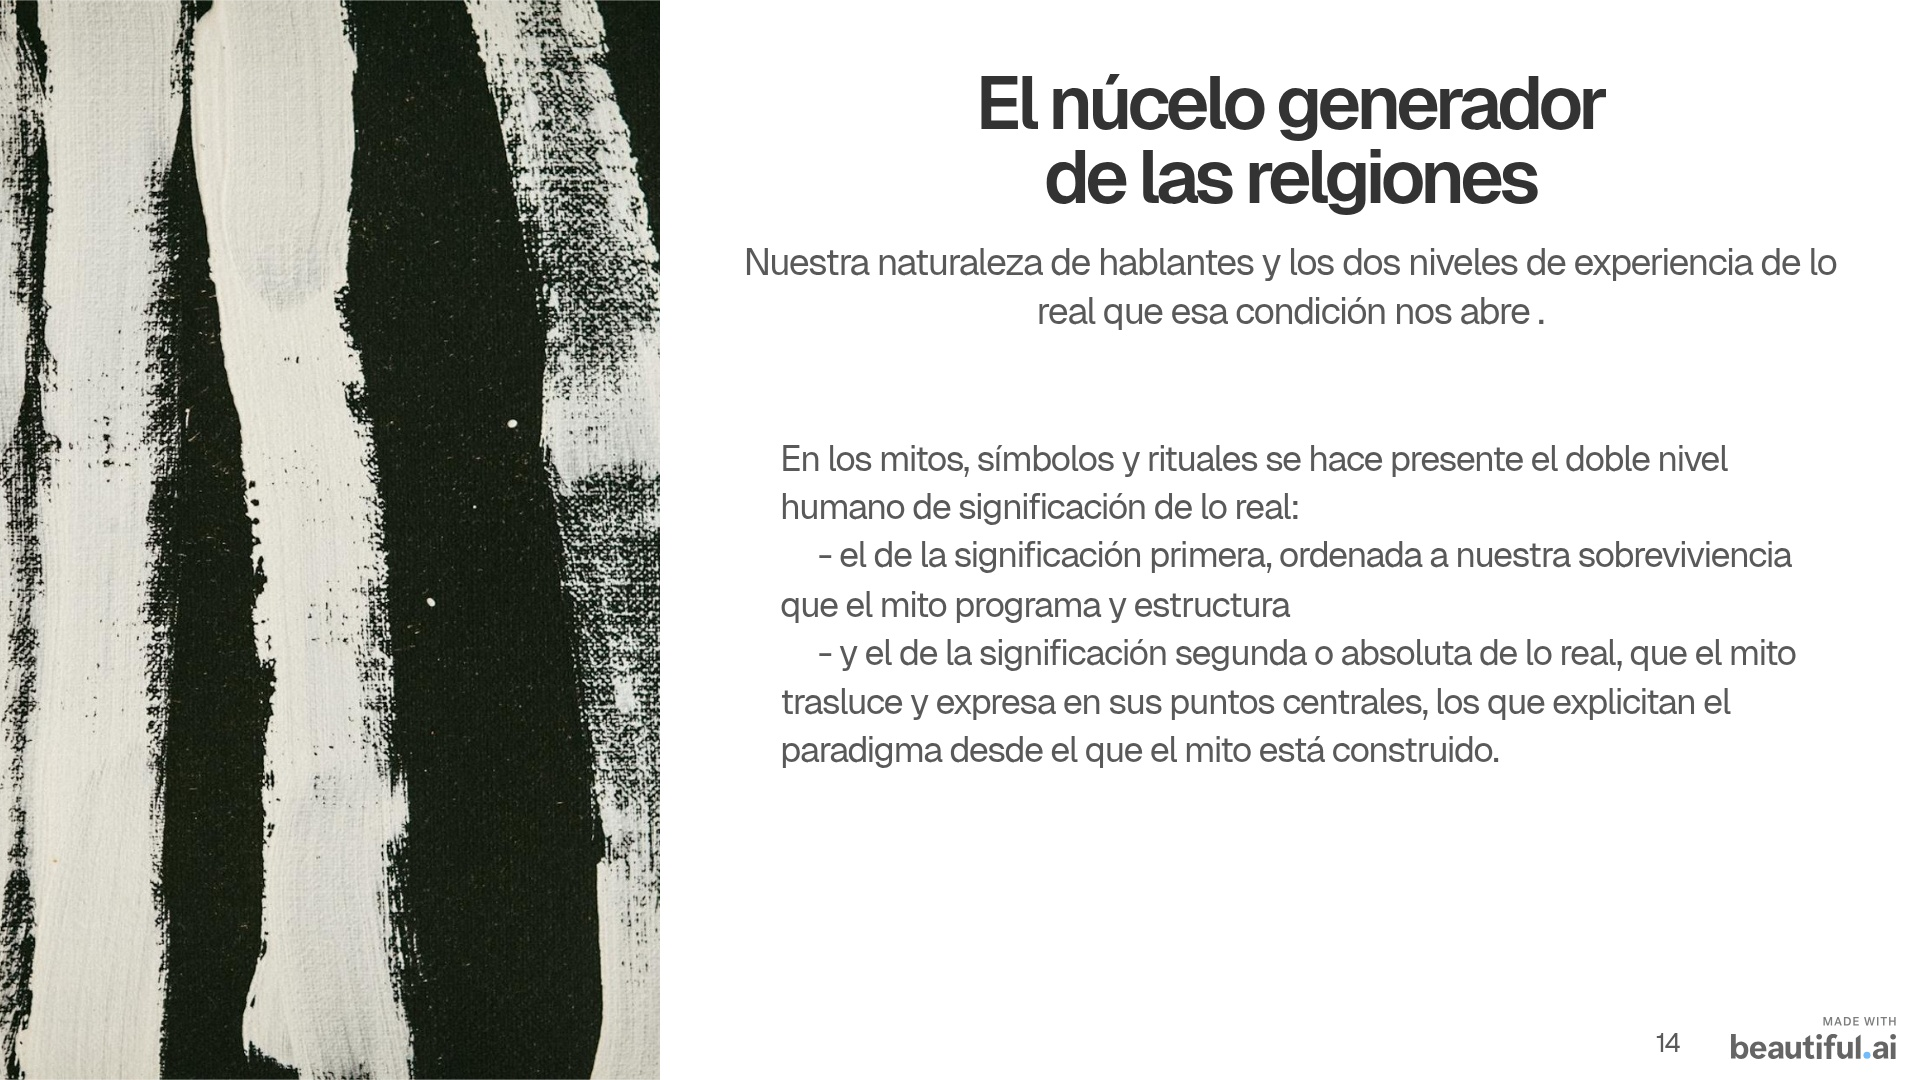 El núcelo generador
de las relgiones
Nuestra naturaleza de hablantes y los dos niveles de experiencia de lo
real que esa condición nos abre .
En los mitos, símbolos y rituales se hace presente el doble nivel
humano de significación de lo real:
- el de la significación primera, ordenada a nuestra sobreviviencia
que el mito programa y estructura
- y el de la significación segunda o absoluta de lo real, que el mito
trasluce y expresa en sus puntos centrales, los que explicitan el
paradigma desde el que el mito está construido.
14
MADE WITH
beautiful.ai